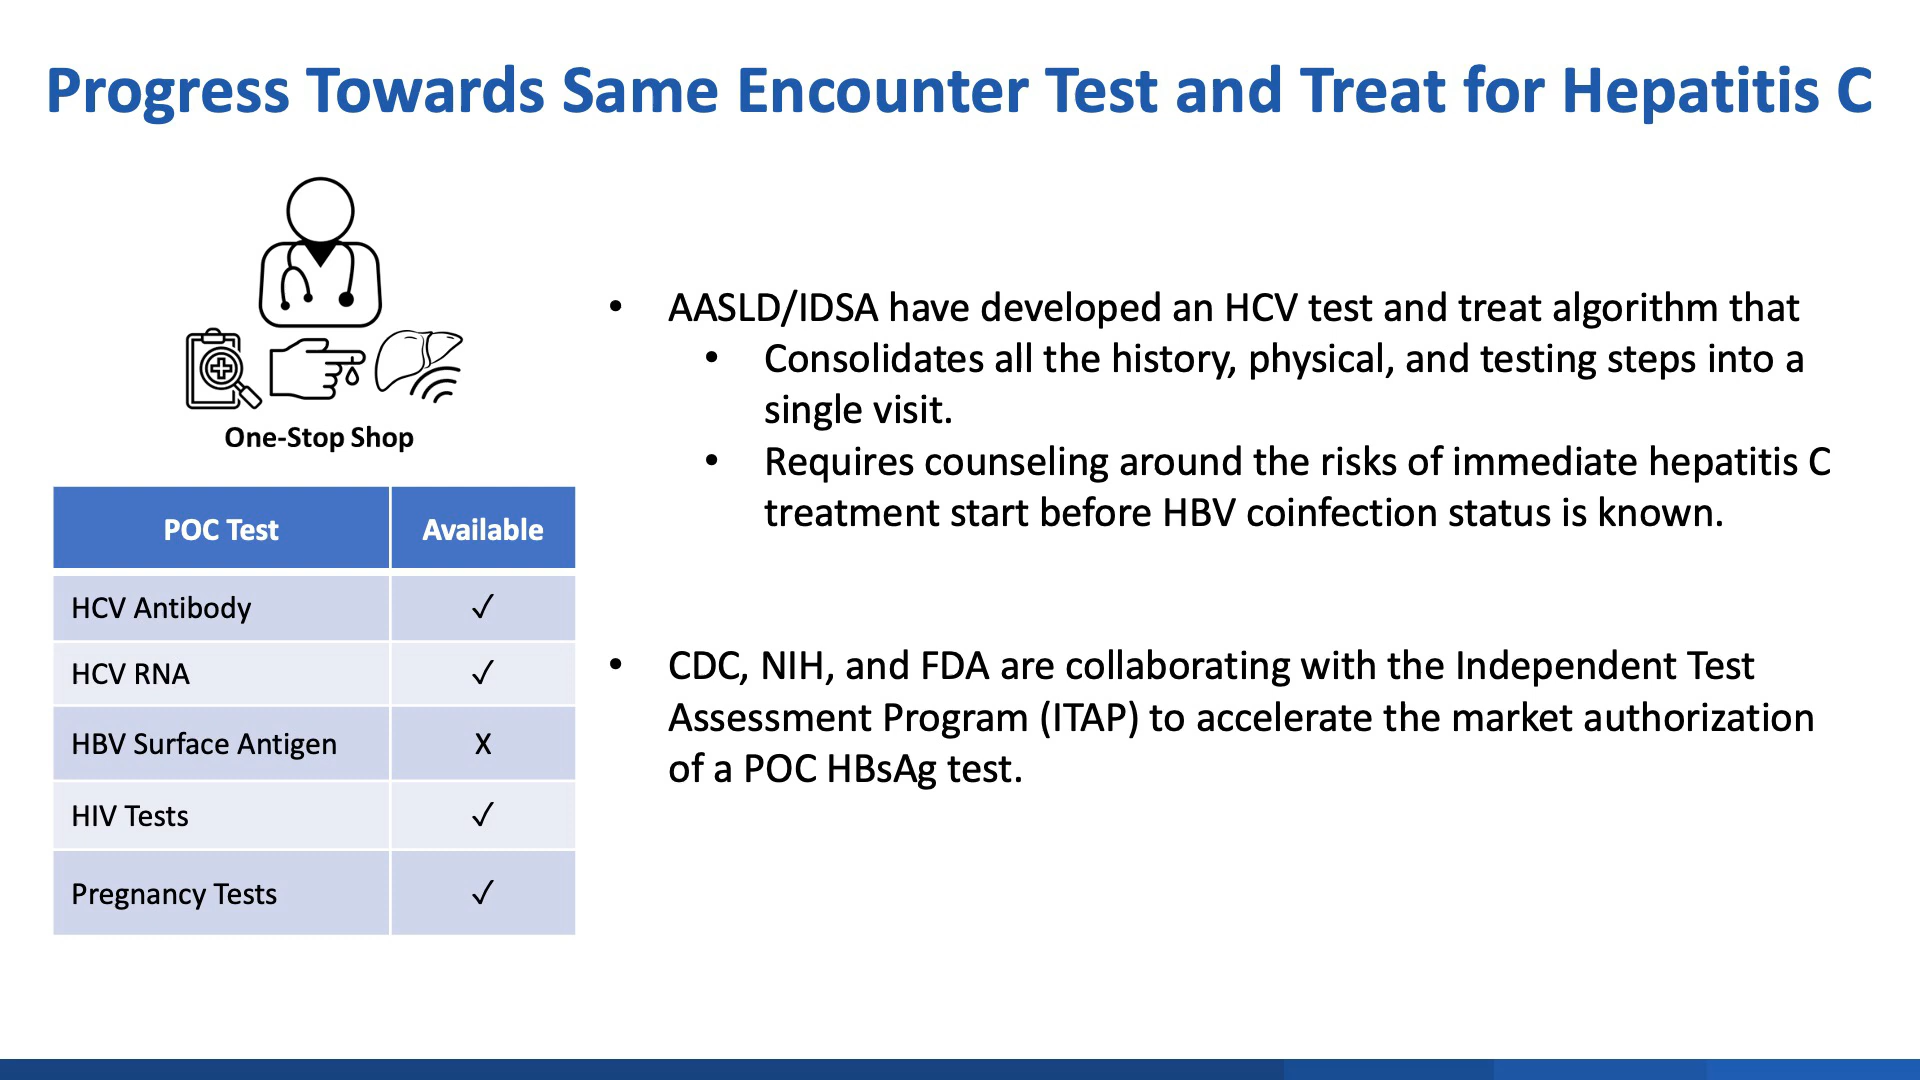 Progress Towards Same Encounter Test and Treat for Hepatitis C
One-Stop Shop
POC Test Available
HCV Antibody ✓
HCV RNA ✓
HBV Surface Antigen X
HIV Tests ✓
Pregnancy Tests ✓
• AASLD/IDSA have developed an HCV test and treat algorithm that
• Consolidates all the history, physical, and testing steps into a
single visit.
• Requires counseling around the risks of immediate hepatitis C
treatment start before HBV coinfection status is known.
• CDC, NIH, and FDA are collaborating with the Independent Test
Assessment Program (ITAP) to accelerate the market authorization
of a POC HBsAg test.